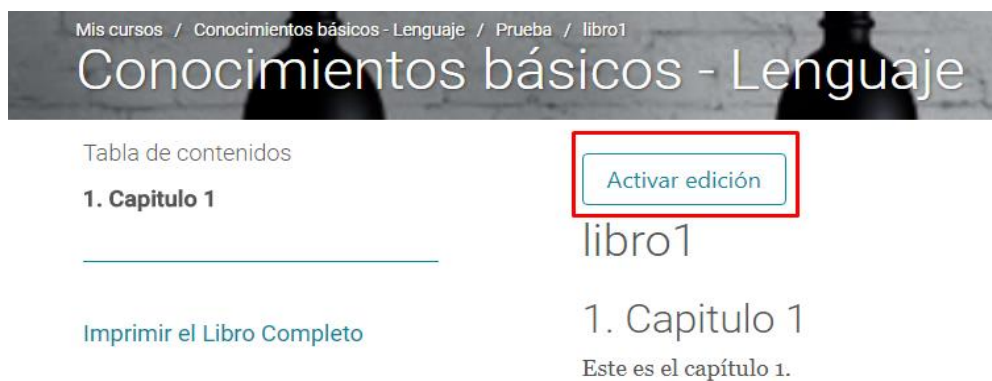 Mis cursos / Conocimientos básicos - Lenguaje / Prueba / libro1
Conocimientos básicos - Lenguaje
Tabla de contenidos
1. Capitulo 1
Imprimir el Libro Completo
Activar edición
libro1
1. Capitulo 1
Este es el capítulo 1.